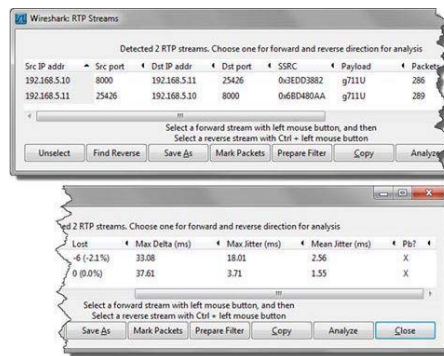 Wireshark: RTP Streams
Detected 2 RTP streams. Choose one for forward and reverse direction for analysis
Src IP addr Src port Dst IP addr Dst port SSRC Payload Packets
192.168.5.10 8000 192.168.5.11 25426 0x3EDD3882 g711U 286
192.168.5.11 25426 192.168.5.10 8000 0x6BD480AA g711U 289
Select a forward stream with left mouse button, and then
Select a reverse stream with Ctrl + left mouse button
Unselect Find Reverse Save As Mark Packets Prepare Filter Copy Analyze
2 RTP streams. Choose one for forward and reverse direction for analysis
Lost Max Delta (ms) Max Jitter (ms) Mean Jitter (ms) Pb?
-6 (-2.1%) 33.08 18.01 2.56 X
0 (0.0%) 37.61 3.71 1.55 X
Select a forward stream with left mouse button, and then
Select a reverse stream with Ctrl + left mouse button
Save As Mark Packets Prepare Filter Copy Analyze Close